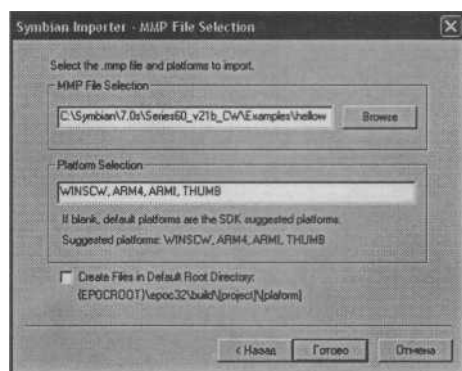 Symbian Importer - MMP File Selection
Select the .mmp file and platforms to import.
MMP File Selection
C:\Symbian\7.0s\Series60_v21b_CW\Examples\hellow
Browse
Platform Selection
WINSCW, ARM4, ARMI, THUMB
If blank, default platforms are the SDK suggested platforms.
Suggested platforms: WINSCW, ARM4, ARMI, THUMB
Create Files in Default Root Directory:
{EPOCROOT}\epoc32\build\[project]\[plaform]
< Назад
Готово
Отмена